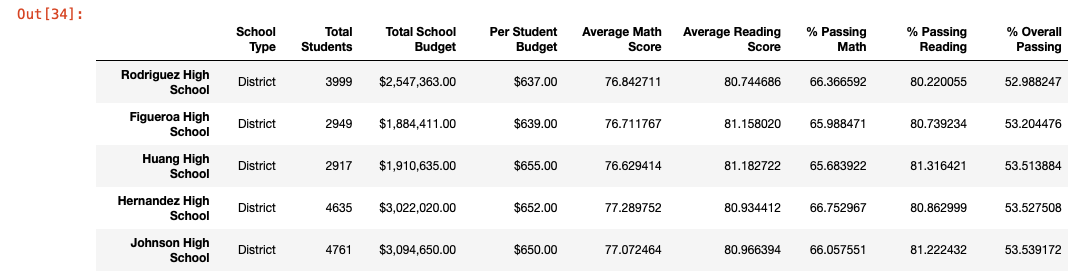 Out[34]:
School Type Total Students Total School Budget Per Student Budget Average Math Score Average Reading Score % Passing Math % Passing Reading % Overall Passing
Rodriguez High School District 3999 $2,547,363.00 $637.00 76.842711 80.744686 66.366592 80.220055 52.988247
Figueroa High School District 2949 $1,884,411.00 $639.00 76.711767 81.158020 65.988471 80.739234 53.204476
Huang High School District 2917 $1,910,635.00 $655.00 76.629414 81.182722 65.683922 81.316421 53.513884
Hernandez High School District 4635 $3,022,020.00 $652.00 77.289752 80.934412 66.752967 80.862999 53.527508
Johnson High School District 4761 $3,094,650.00 $650.00 77.072464 80.966394 66.057551 81.222432 53.539172